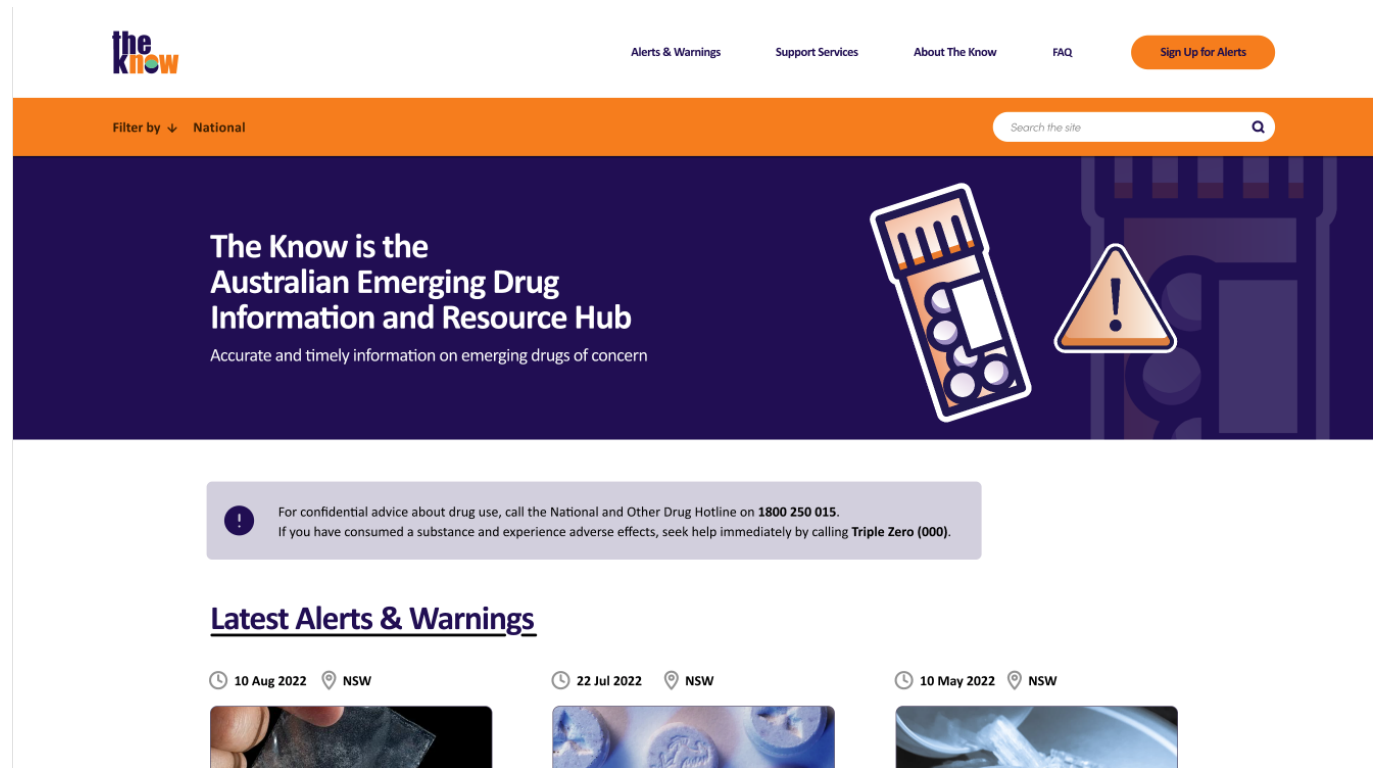 the
know
Alerts & Warnings
Support Services
About The Know
FAQ
Sign Up for Alerts
Filter by
National
Search the site
The Know is the
Australian Emerging Drug
Information and Resource Hub
Accurate and timely information on emerging drugs of concern
For confidential advice about drug use, call the National and Other Drug Hotline on 1800 250 015.
If you have consumed a substance and experience adverse effects, seek help immediately by calling Triple Zero (000).
Latest Alerts & Warnings
10 Aug 2022 NSW
22 Jul 2022 NSW
10 May 2022 NSW